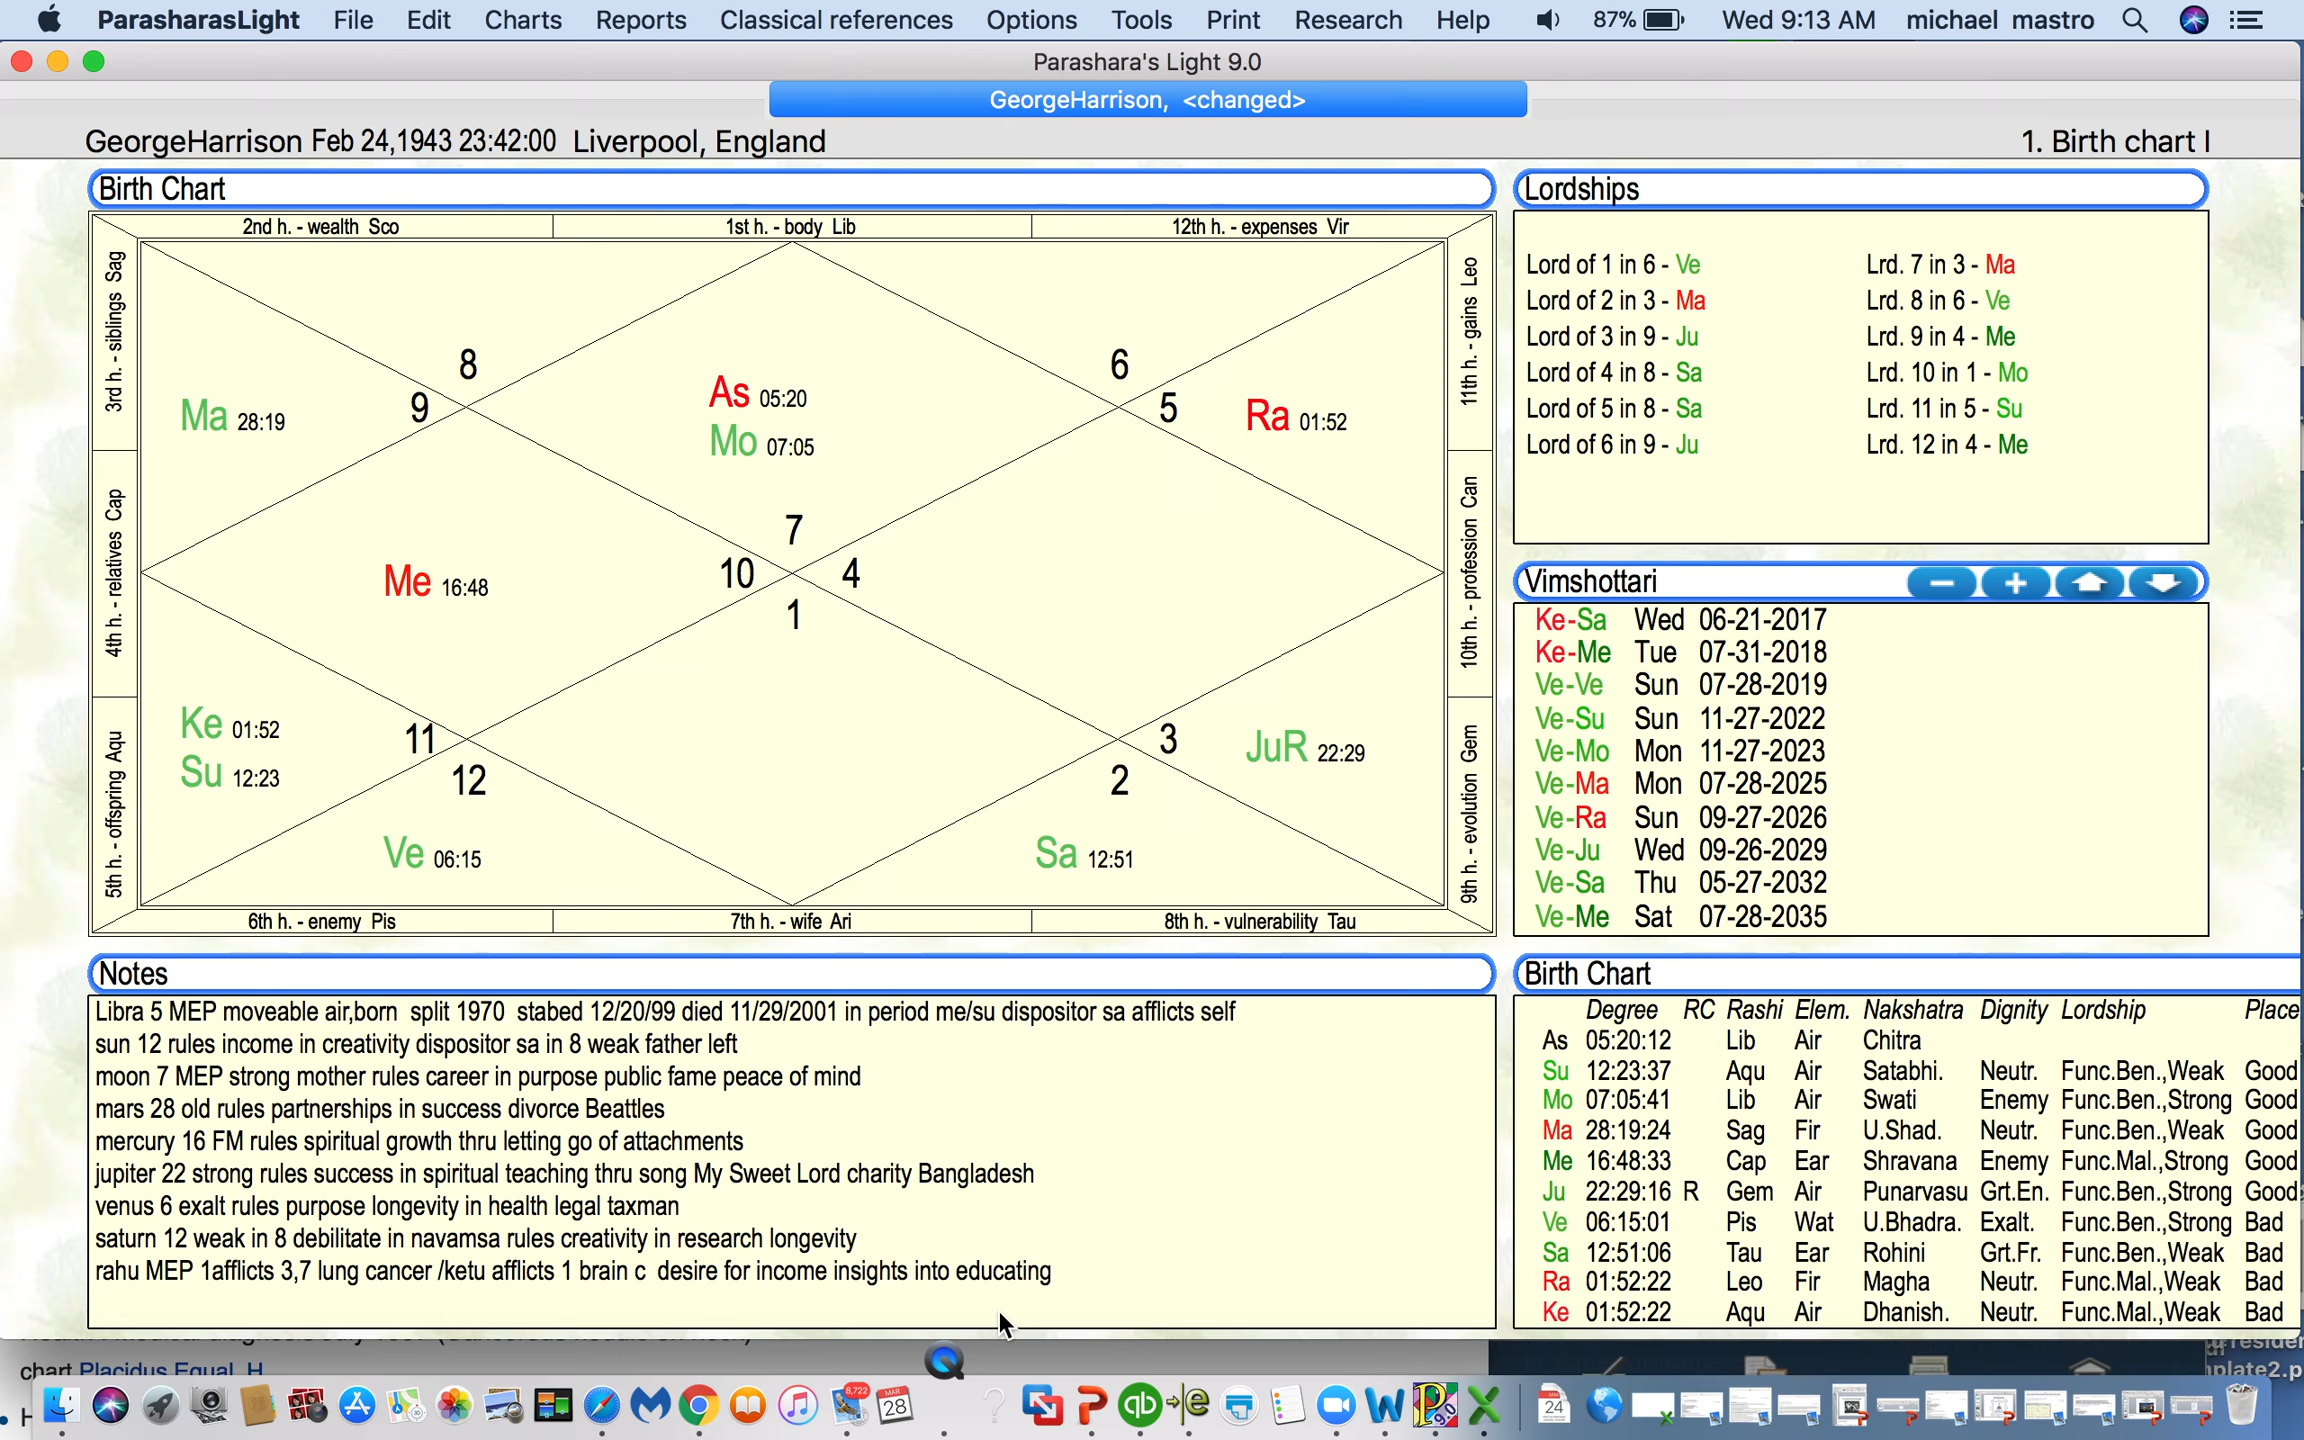 ParasharasLight File Edit Charts Reports Classical references Options Tools Print Research Help 87% Wed 9:13 AM michael mastro
Parashara's Light 9.0
GeorgeHarrison, <changed>
GeorgeHarrison Feb 24,1943 23:42:00 Liverpool, England
1. Birth chart I
Birth Chart
2nd h. - wealth Sco
1st h. - body Lib
12th h. - expenses Vir
3rd h. - siblings Sag
4th h. - relatives Cap
5th h. - offspring Aqu
11th h. - gains Leo
10th h. - profession Can
9th h. - evolution Gem
8
6
As 05:20
9
Ma 28:19
5
Ra 01:52
Mo 07:05
7
Me 16:48
10
4
1
Ke 01:52
11
3
JuR 22:29
Su 12:23
12
2
Ve 06:15
Sa 12:51
6th h. - enemy Pis
7th h. - wife Ari
8th h. - vulnerability Tau
Lordships
Lord of 1 in 6 - Ve Lrd. 7 in 3 - Ma
Lord of 2 in 3 - Ma Lrd. 8 in 6 - Ve
Lord of 3 in 9 - Ju Lrd. 9 in 4 - Me
Lord of 4 in 8 - Sa Lrd. 10 in 1 - Mo
Lord of 5 in 8 - Sa Lrd. 11 in 5 - Su
Lord of 6 in 9 - Ju Lrd. 12 in 4 - Me
Vimshottari
Ke-Sa Wed 06-21-2017
Ke-Me Tue 07-31-2018
Ve-Ve Sun 07-28-2019
Ve-Su Sun 11-27-2022
Ve-Mo Mon 11-27-2023
Ve-Ma Mon 07-28-2025
Ve-Ra Sun 09-27-2026
Ve-Ju Wed 09-26-2029
Ve-Sa Thu 05-27-2032
Ve-Me Sat 07-28-2035
Notes
Libra 5 MEP moveable air,born split 1970 stabed 12/20/99 died 11/29/2001 in period me/su dispositor sa afflicts self
sun 12 rules income in creativity dispositor sa in 8 weak father left
moon 7 MEP strong mother rules career in purpose public fame peace of mind
mars 28 old rules partnerships in success divorce Beattles
mercury 16 FM rules spiritual growth thru letting go of attachments
jupiter 22 strong rules success in spiritual teaching thru song My Sweet Lord charity Bangladesh
venus 6 exalt rules purpose longevity in health legal taxman
saturn 12 weak in 8 debilitate in navamsa rules creativity in research longevity
rahu MEP 1afflicts 3,7 lung cancer /ketu afflicts 1 brain c desire for income insights into educating
Birth Chart
Degree RC Rashi Elem. Nakshatra Dignity Lordship Place
As 05:20:12 Lib Air Chitra
Su 12:23:37 Aqu Air Satabhi. Neutr. Func.Ben.,Weak Good
Mo 07:05:41 Lib Air Swati Enemy Func.Ben.,Strong Good
Ma 28:19:24 Sag Fir U.Shad. Neutr. Func.Ben.,Weak Good
Me 16:48:33 Cap Ear Shravana Enemy Func.Mal.,Strong Good
Ju 22:29:16 R Gem Air Punarvasu Grt.En. Func.Ben.,Strong Good
Ve 06:15:01 Pis Wat U.Bhadra. Exalt. Func.Ben.,Strong Bad
Sa 12:51:06 Tau Ear Rohini Grt.Fr. Func.Ben.,Weak Bad
Ra 01:52:22 Leo Fir Magha Neutr. Func.Mal.,Weak Bad
Ke 01:52:22 Aqu Air Dhanish. Neutr. Func.Mal.,Weak Bad
chart Placidus Equal_H
plate2.p
8,722
MAR 28
24
9.0